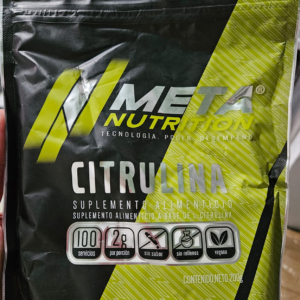 META®
NUTRITION
TECNOLOGÍA. PODER. DESEMPEÑO
CITRULINA
SUPLEMENTO ALIMENTICIO
SUPLEMENTO ALIMENTICIO A BASE DE L-CITRULINA
100 2g
servicios por porción sin sabor sin rellenos vegano
CONTENIDO NETO 200g